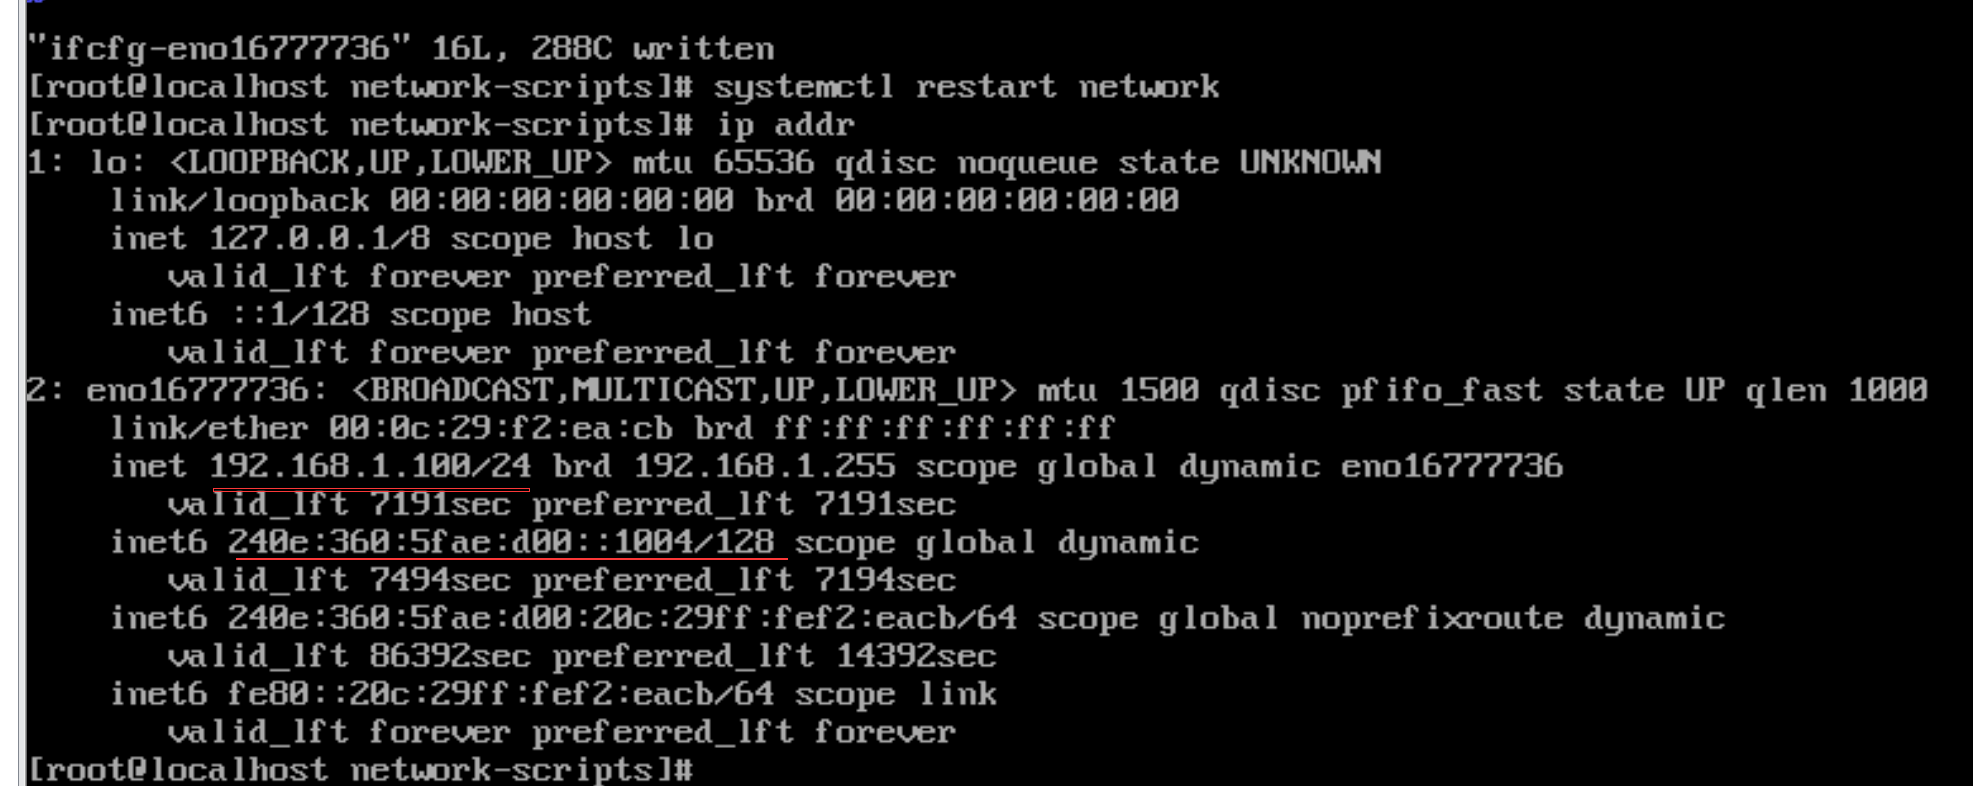 "ifcfg-eno16777736" 16L, 288C written
[root@localhost network-scripts]# systemctl restart network
[root@localhost network-scripts]# ip addr
1: lo: <LOOPBACK,UP,LOWER_UP> mtu 65536 qdisc noqueue state UNKNOWN
link/loopback 00:00:00:00:00:00 brd 00:00:00:00:00:00
inet 127.0.0.1/8 scope host lo
valid_lft forever preferred_lft forever
inet6 ::1/128 scope host
valid_lft forever preferred_lft forever
2: eno16777736: <BROADCAST,MULTICAST,UP,LOWER_UP> mtu 1500 qdisc pfifo_fast state UP qlen 1000
link/ether 00:0c:29:f2:ea:cb brd ff:ff:ff:ff:ff:ff
inet 192.168.1.100/24 brd 192.168.1.255 scope global dynamic eno16777736
valid_lft 7191sec preferred_lft 7191sec
inet6 240e:360:5fae:d00::1004/128 scope global dynamic
valid_lft 7494sec preferred_lft 7194sec
inet6 240e:360:5fae:d00:20c:29ff:fef2:eacb/64 scope global noprefixroute dynamic
valid_lft 86392sec preferred_lft 14392sec
inet6 fe80::20c:29ff:fef2:eacb/64 scope link
valid_lft forever preferred_lft forever
[root@localhost network-scripts]#